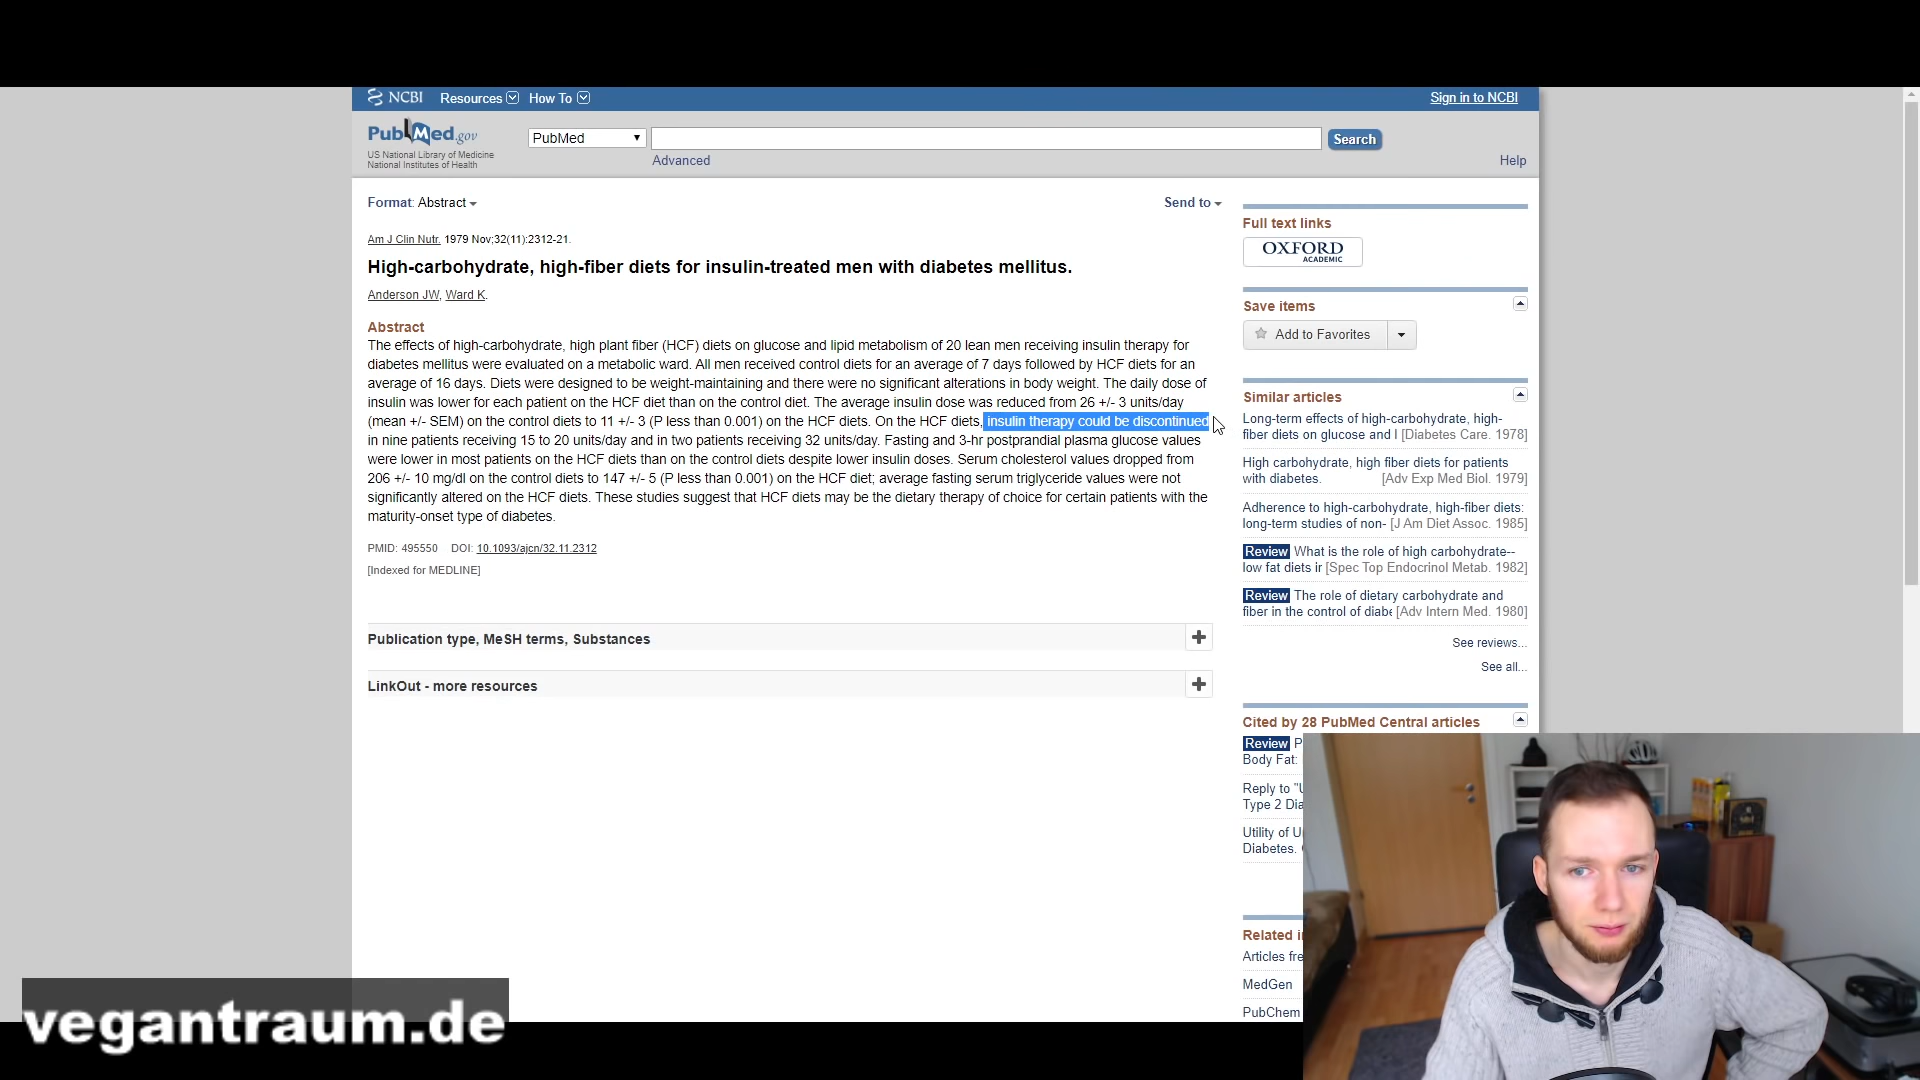 NCBI Resources How To Sign in to NCBI
PubMed.gov
US National Library of Medicine
National Institutes of Health
PubMed
Search
Advanced
Help
Format: Abstract
Send to
Am J Clin Nutr. 1979 Nov;32(11):2312-21.
High-carbohydrate, high-fiber diets for insulin-treated men with diabetes mellitus.
Anderson JW, Ward K.
Abstract
The effects of high-carbohydrate, high plant fiber (HCF) diets on glucose and lipid metabolism of 20 lean men receiving insulin therapy for
diabetes mellitus were evaluated on a metabolic ward. All men received control diets for an average of 7 days followed by HCF diets for an
average of 16 days. Diets were designed to be weight-maintaining and there were no significant alterations in body weight. The daily dose of
insulin was lower for each patient on the HCF diet than on the control diet. The average insulin dose was reduced from 26 +/- 3 units/day
(mean +/- SEM) on the control diets to 11 +/- 3 (P less than 0.001) on the HCF diets. On the HCF diets, insulin therapy could be discontinued
in nine patients receiving 15 to 20 units/day and in two patients receiving 32 units/day. Fasting and 3-hr postprandial plasma glucose values
were lower in most patients on the HCF diets than on the control diets despite lower insulin doses. Serum cholesterol values dropped from
206 +/- 10 mg/dl on the control diets to 147 +/- 5 (P less than 0.001) on the HCF diet; average fasting serum triglyceride values were not
significantly altered on the HCF diets. These studies suggest that HCF diets may be the dietary therapy of choice for certain patients with the
maturity-onset type of diabetes.
PMID: 495550 DOI: 10.1093/ajcn/32.11.2312
[Indexed for MEDLINE]
Publication type, MeSH terms, Substances
LinkOut - more resources
Full text links
OXFORD
ACADEMIC
Save items
Add to Favorites
Similar articles
Long-term effects of high-carbohydrate, high-
fiber diets on glucose and l [Diabetes Care. 1978]
High carbohydrate, high fiber diets for patients
with diabetes. [Adv Exp Med Biol. 1979]
Adherence to high-carbohydrate, high-fiber diets:
long-term studies of non- [J Am Diet Assoc. 1985]
Review What is the role of high carbohydrate--
low fat diets ir [Spec Top Endocrinol Metab. 1982]
Review The role of dietary carbohydrate and
fiber in the control of diabe [Adv Intern Med. 1980]
See reviews...
See all...
Cited by 28 PubMed Central articles
Review P
Body Fat:
Reply to "U
Type 2 Dia
Utility of U
Diabetes.
Related i
Articles fre
MedGen
PubChem
vegantraum.de